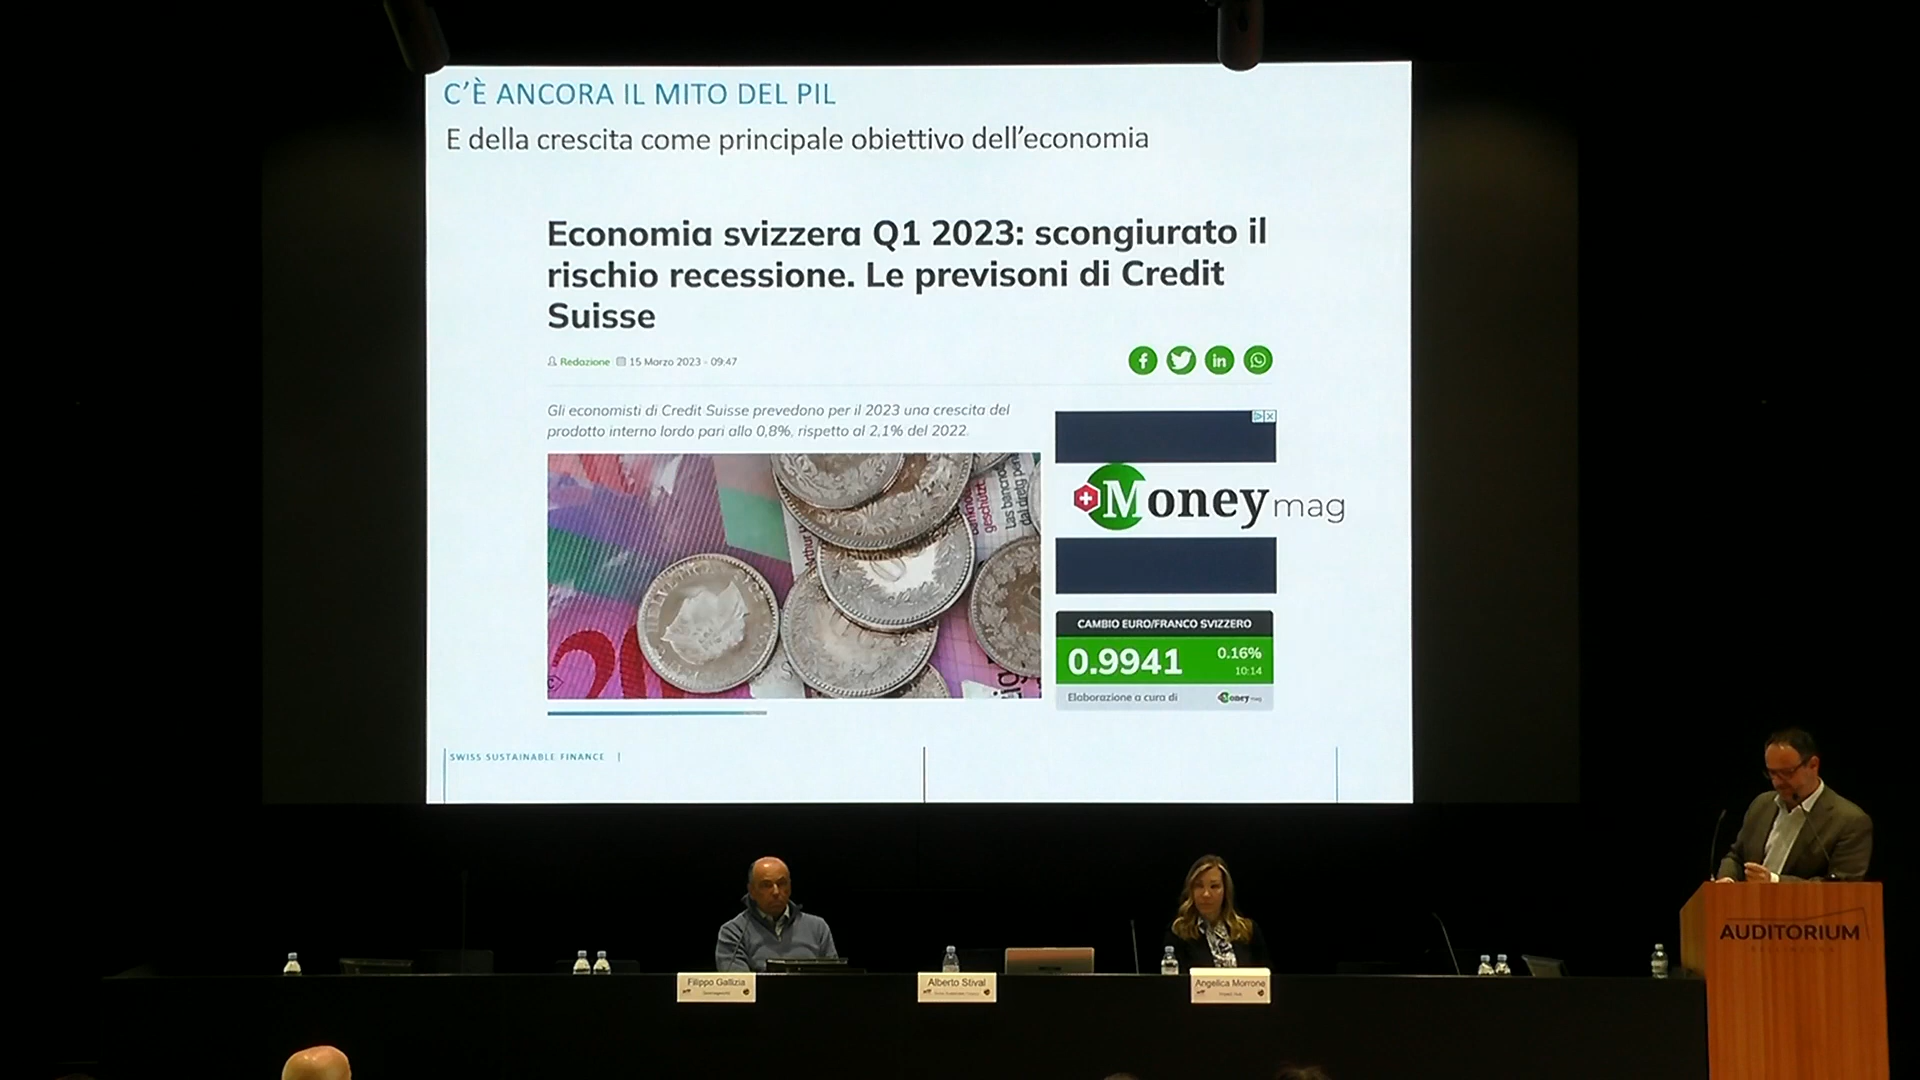 C'È ANCORA IL MITO DEL PIL
E della crescita come principale obiettivo dell'economia
Economia svizzera Q1 2023: scongiurato il
rischio recessione. Le previsoni di Credit
Suisse
Redazione 15 Marzo 2023 - 09:47
Gli economisti di Credit Suisse prevedono per il 2023 una crescita del
prodotto interno lordo pari allo 0,8%, rispetto al 2,1% del 2022.
Moneymag
CAMBIO EURO/FRANCO SVIZZERO
0.9941
0.16%
10:14
Elaborazione a cura di
Moneymag
SWISS SUSTAINABLE FINANCE |
AUDITORIUM
Filippo Gallizia
Alberto Stival
Angelica Morrone